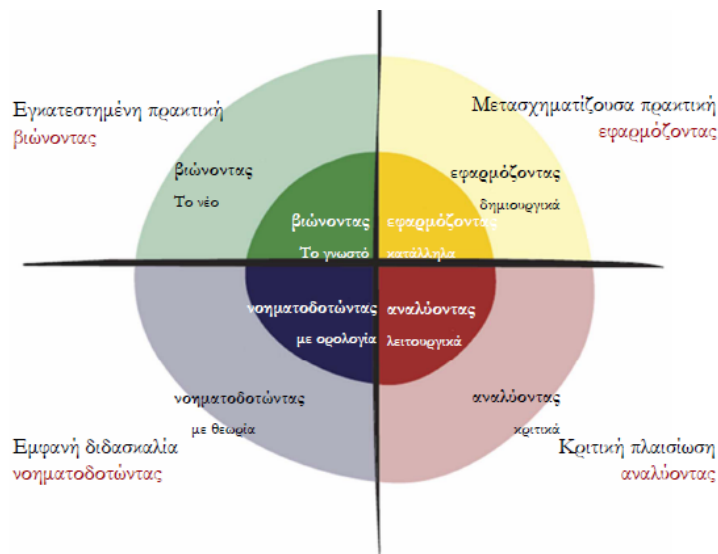 Εγκατεστημένη πρακτική
βιώνοντας
Μετασχηματίζουσα πρακτική
εφαρμόζοντας
βιώνοντας
Το νέο
εφαρμόζοντας
δημιουργικά
βιώνοντας
Το γνωστό
εφαρμόζοντας
κατάλληλα
νοηματοδοτώντας
με ορολογία
αναλύοντας
λειτουργικά
νοηματοδοτώντας
με θεωρία
αναλύοντας
κριτικά
Εμφανή διδασκαλία
νοηματοδοτώντας
Κριτική πλαισίωση
αναλύοντας